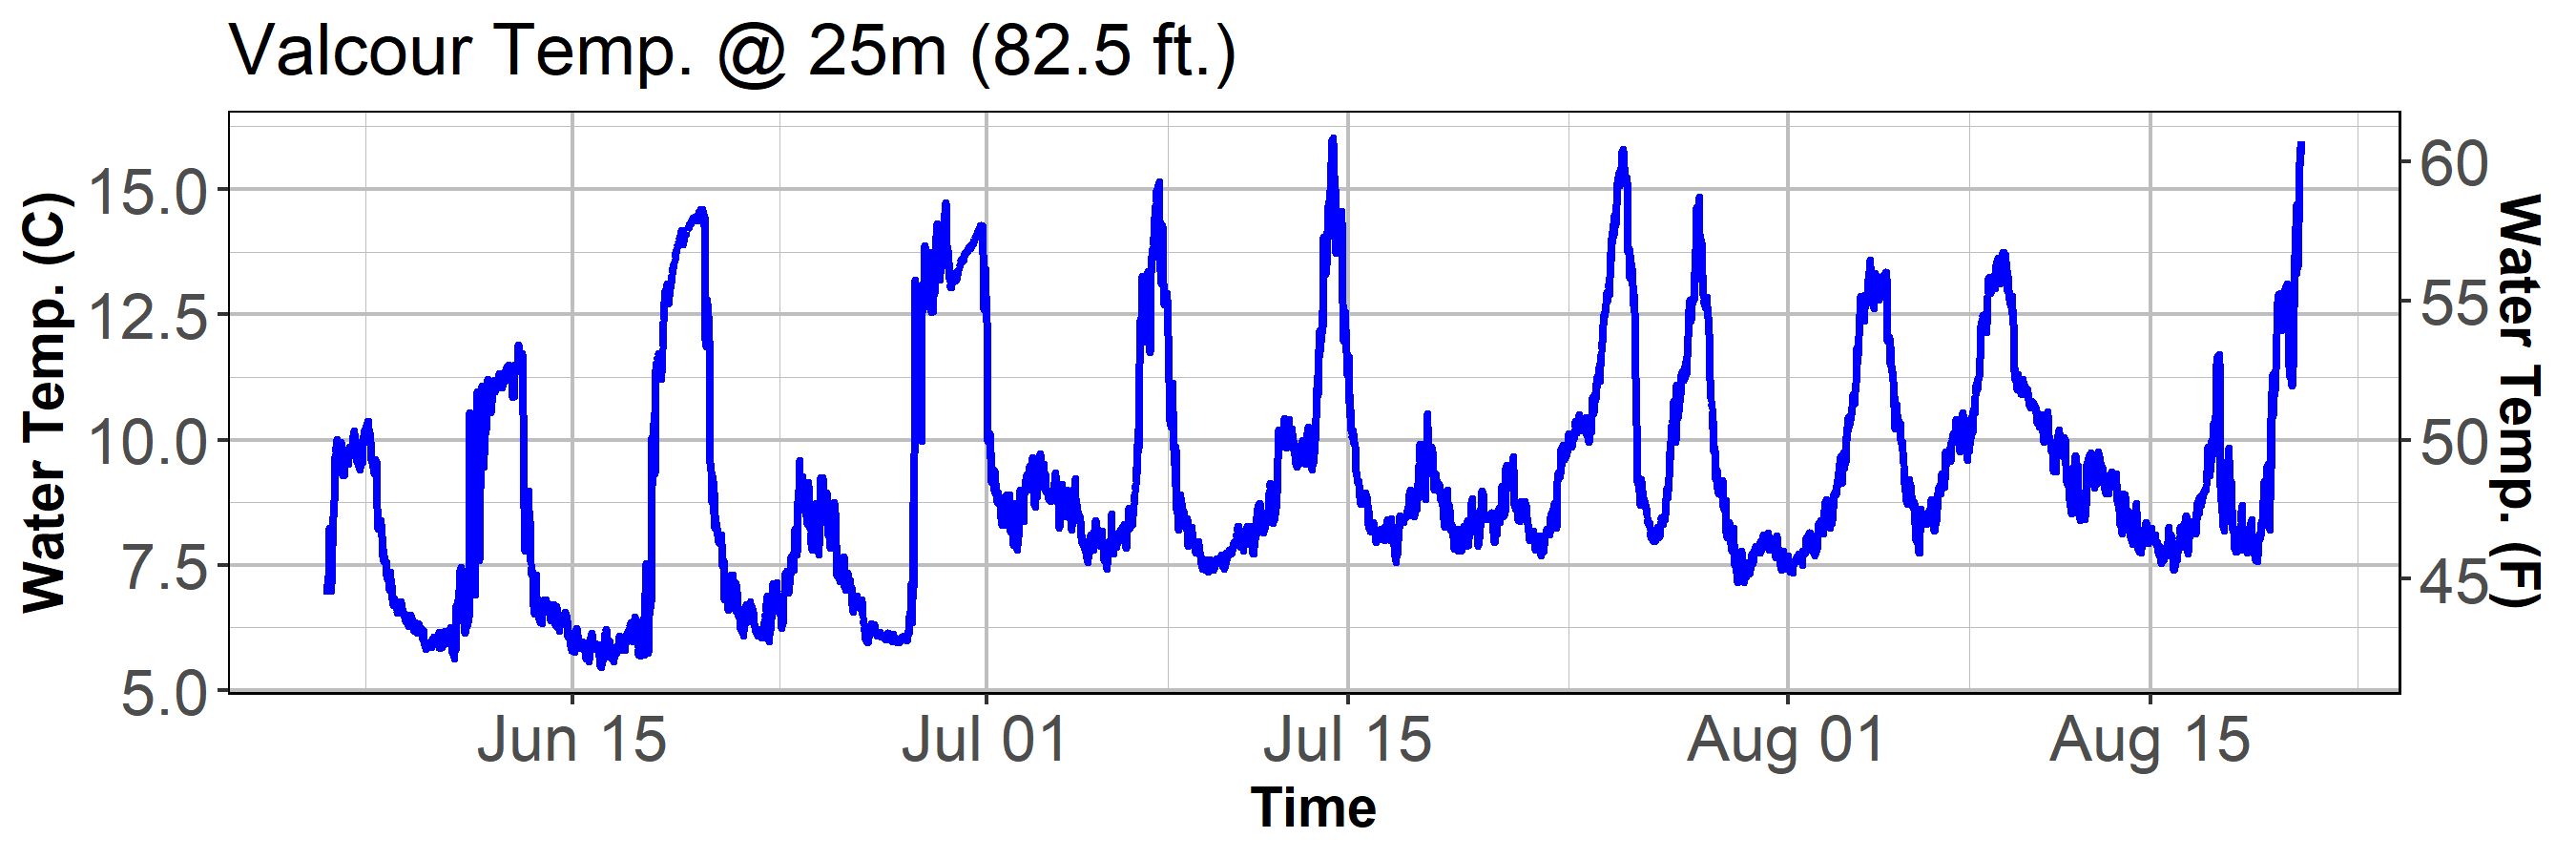 Valcour Temp. @ 25m (82.5 ft.)
Water Temp. (C)
15.0
12.5
10.0
7.5
5.0
60
55
50
45
Water Temp. (F)
Jun 15
Jul 01
Jul 15
Aug 01
Aug 15
Time